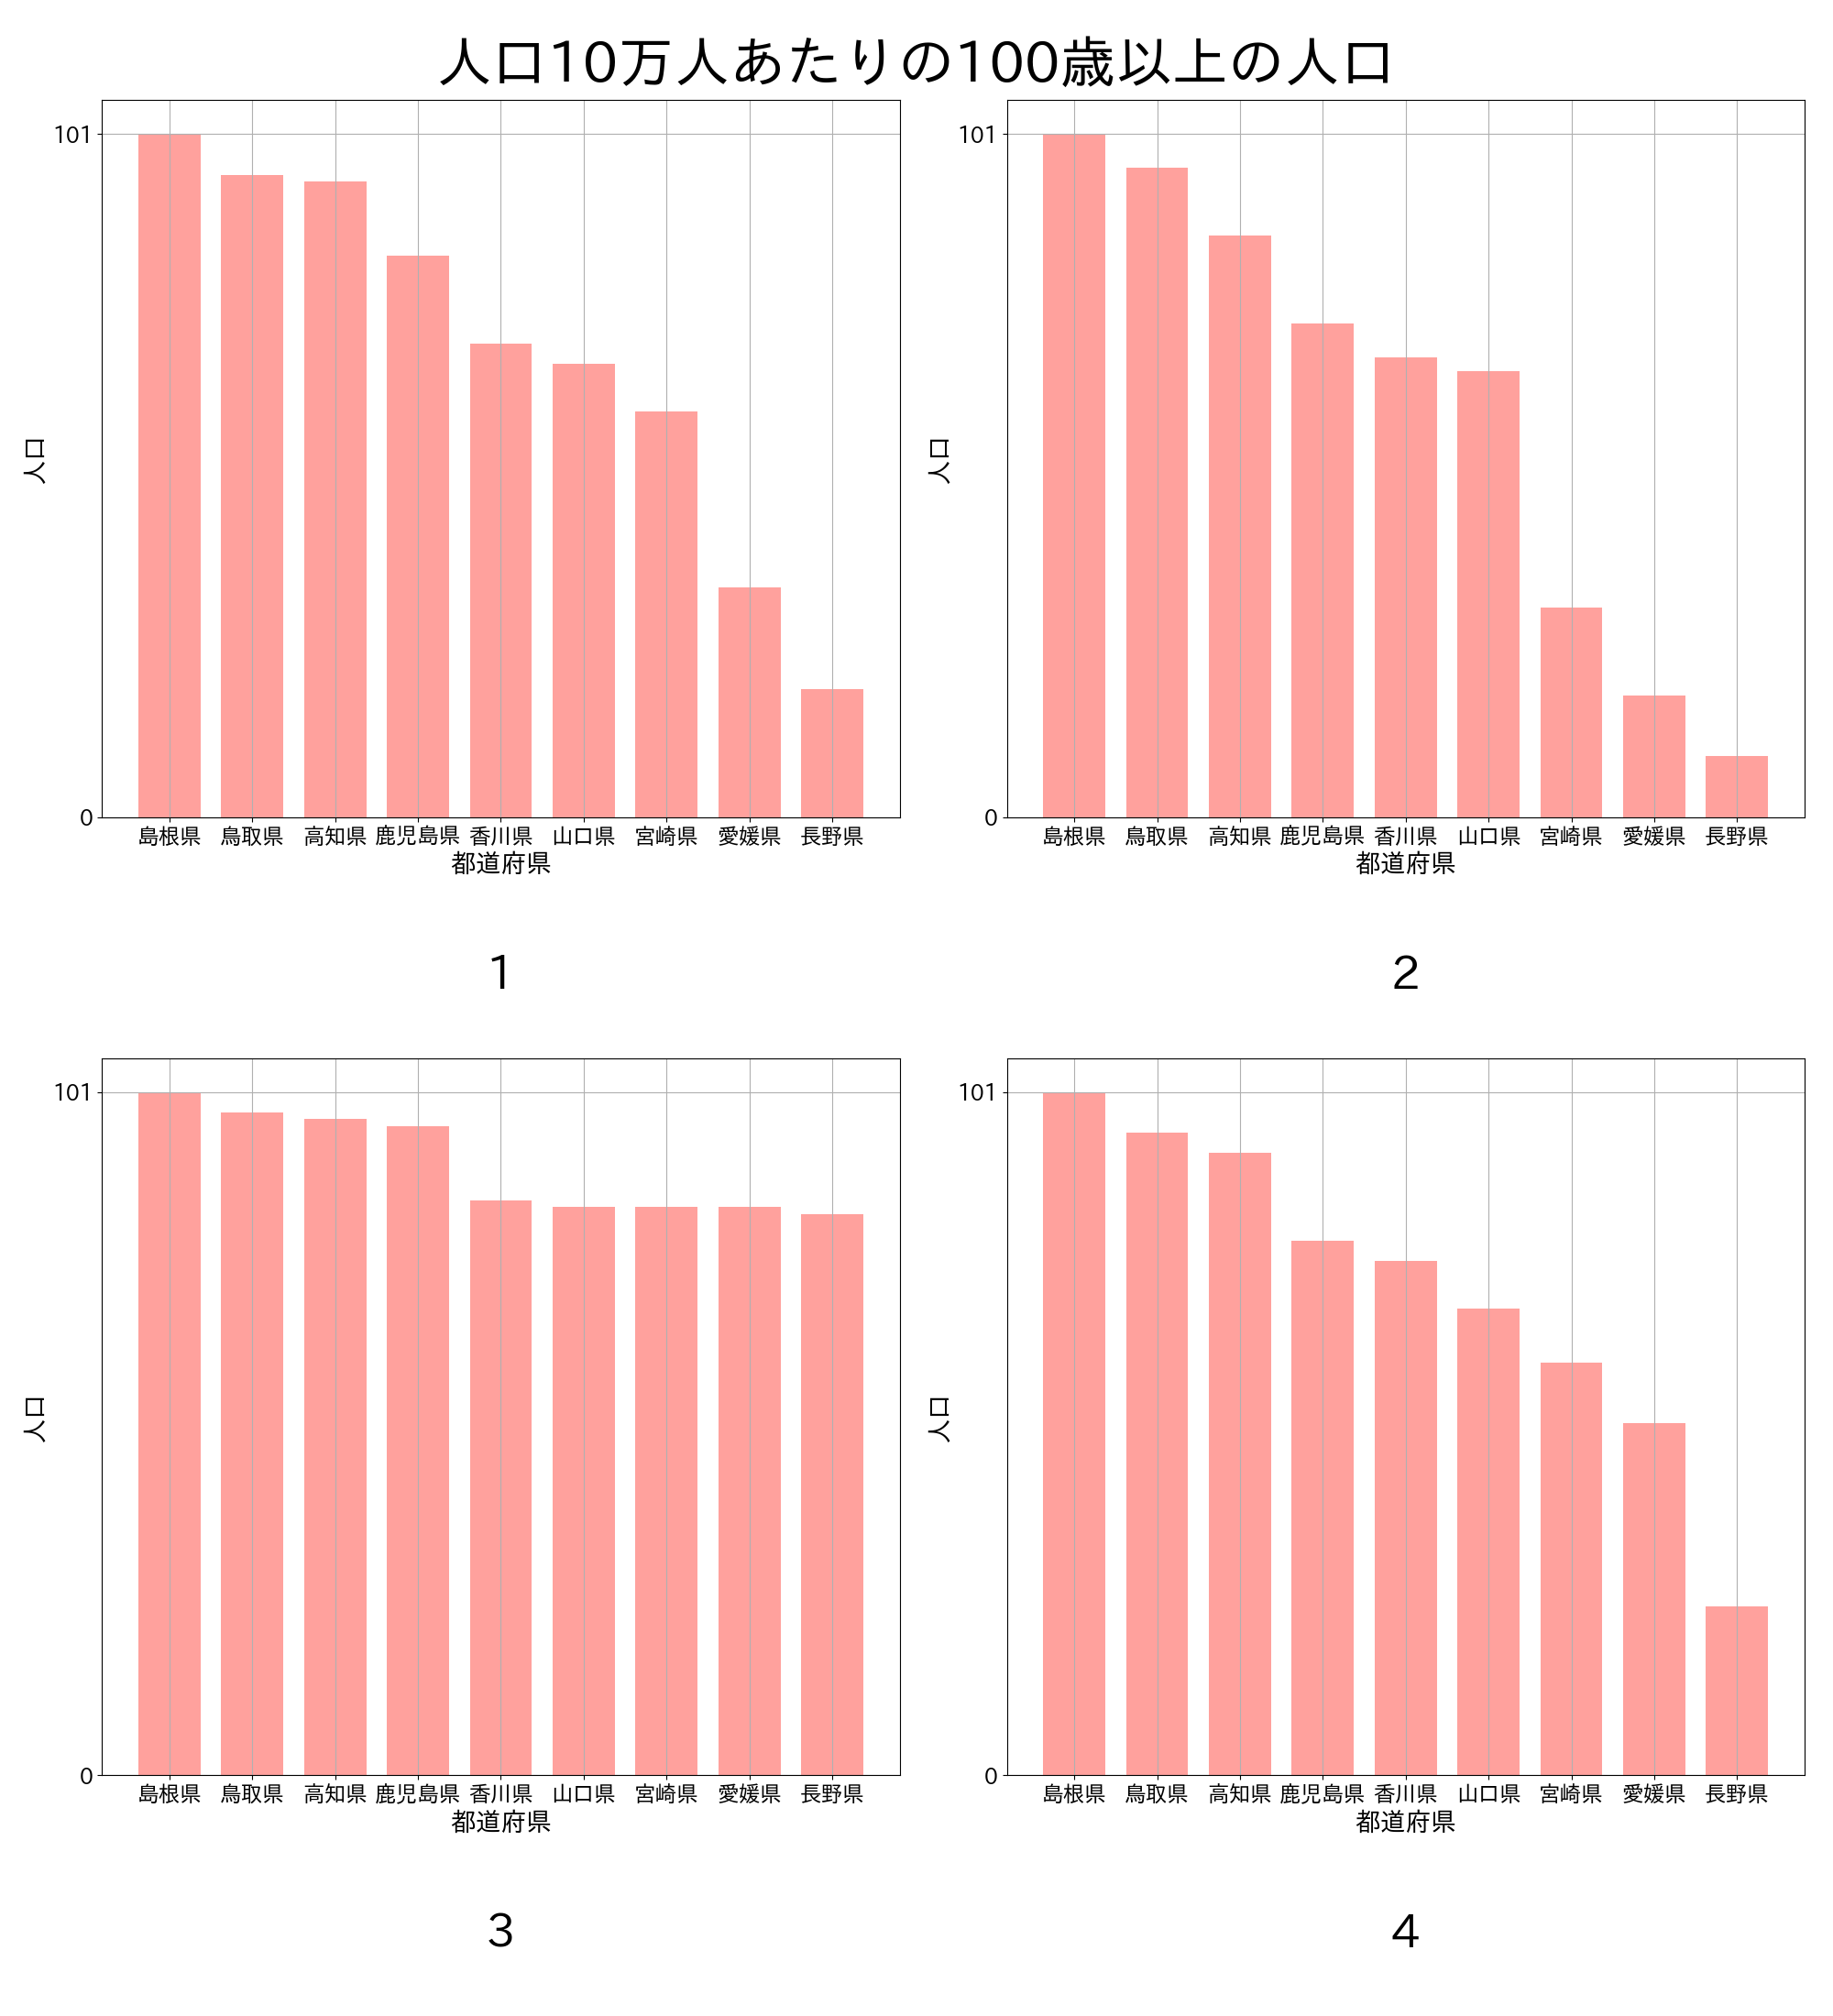 人口10万人あたりの100歳以上の人口
101
0
人口
島根県 鳥取県 高知県 鹿児島県 香川県 山口県 宮崎県 愛媛県 長野県
都道府県
1
101
0
人口
島根県 鳥取県 高知県 鹿児島県 香川県 山口県 宮崎県 愛媛県 長野県
都道府県
2
101
0
人口
島根県 鳥取県 高知県 鹿児島県 香川県 山口県 宮崎県 愛媛県 長野県
都道府県
3
101
0
人口
島根県 鳥取県 高知県 鹿児島県 香川県 山口県 宮崎県 愛媛県 長野県
都道府県
4